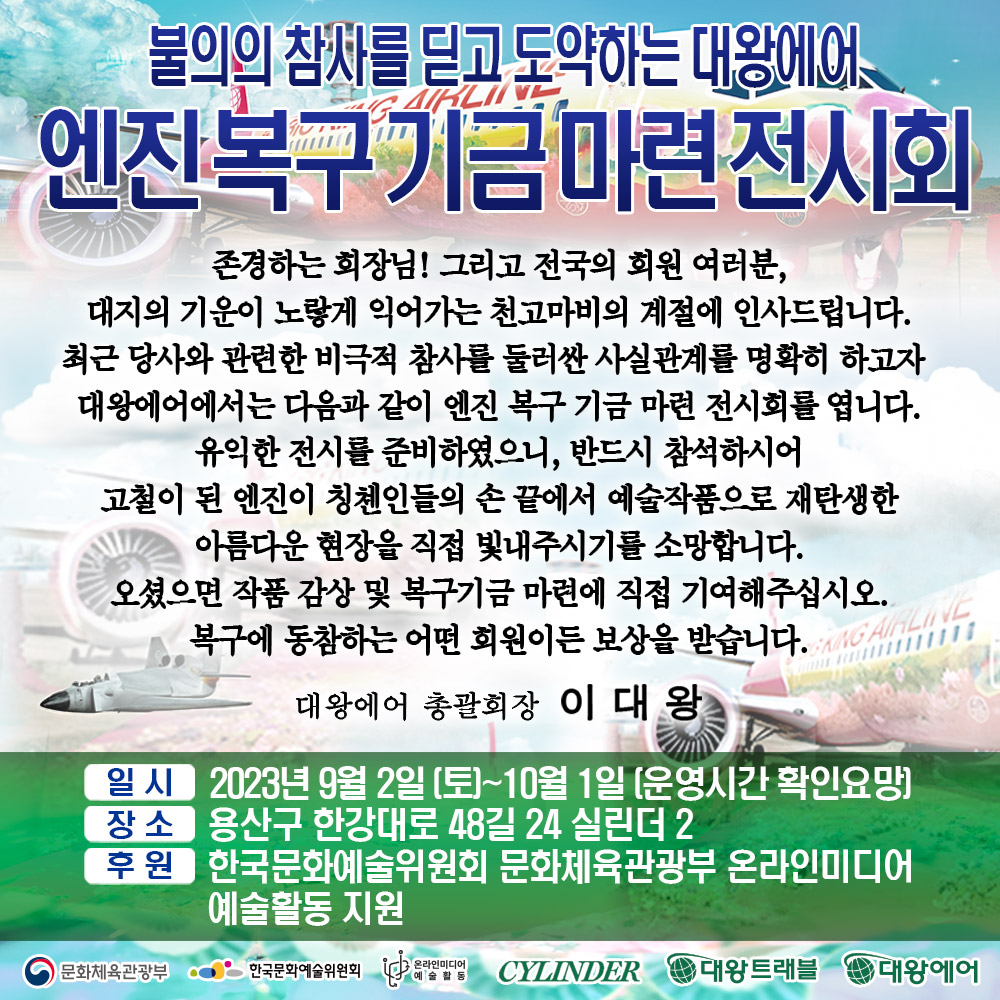 불의의 참사를 딛고 도약하는 대왕에어
엔진 복구 기금 마련 전시회
존경하는 회장님! 그리고 전국의 회원 여러분,
대지의 기운이 노랗게 익어가는 천고마비의 계절에 인사드립니다.
최근 당사와 관련한 비극적 참사를 둘러싼 사실관계를 명확히 하고자
대왕에어에서는 다음과 같이 엔진 복구 기금 마련 전시회를 엽니다.
유익한 전시를 준비하였으니, 반드시 참석하시어
고철이 된 엔진이 칭첸인들의 손 끝에서 예술작품으로 재탄생한
아름다운 현장을 직접 빛내주시기를 소망합니다.
오셨으면 작품 감상 및 복구기금 마련에 직접 기여해주십시오.
복구에 동참하는 어떤 회원이든 보상을 받습니다.
대왕에어 총괄회장 이 대 왕
일 시 2023년 9월 2일 (토)~10월 1일 (운영시간 확인요망)
장 소 용산구 한강대로 48길 24 실린더 2
후 원 한국문화예술위원회 문화체육관광부 온라인미디어
예술활동 지원
문화체육관광부 한국문화예술위원회 온라인미디어 예술활동 CYLINDER 대왕트래블 대왕에어
KING AIRLINE
KING AIRLINE